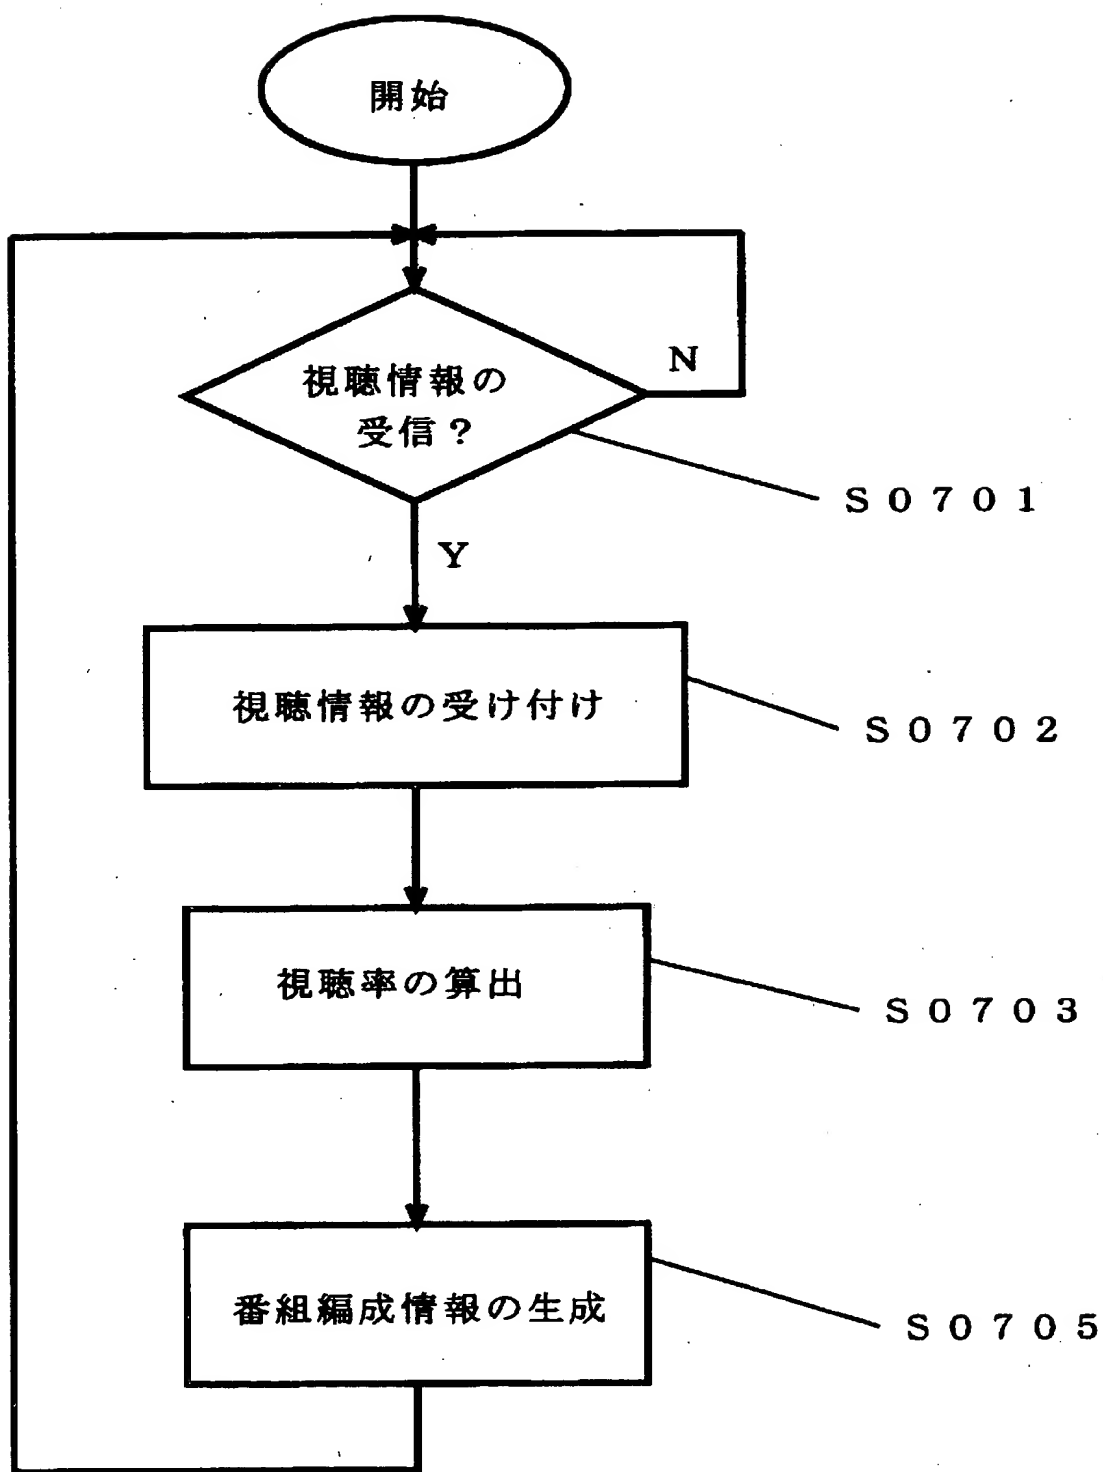 開始
視聴情報の
受信？
N
S0701
Y
視聴情報の受け付け
S0702
視聴率の算出
S0703
番組編成情報の生成
S0705